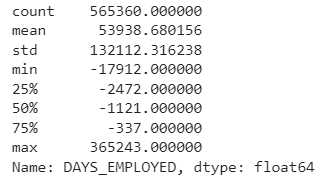 count    565360.000000
mean      53938.680156
std      132112.316238
min      -17912.000000
25%       -2472.000000
50%       -1121.000000
75%        -337.000000
max      365243.000000
Name: DAYS_EMPLOYED, dtype: float64